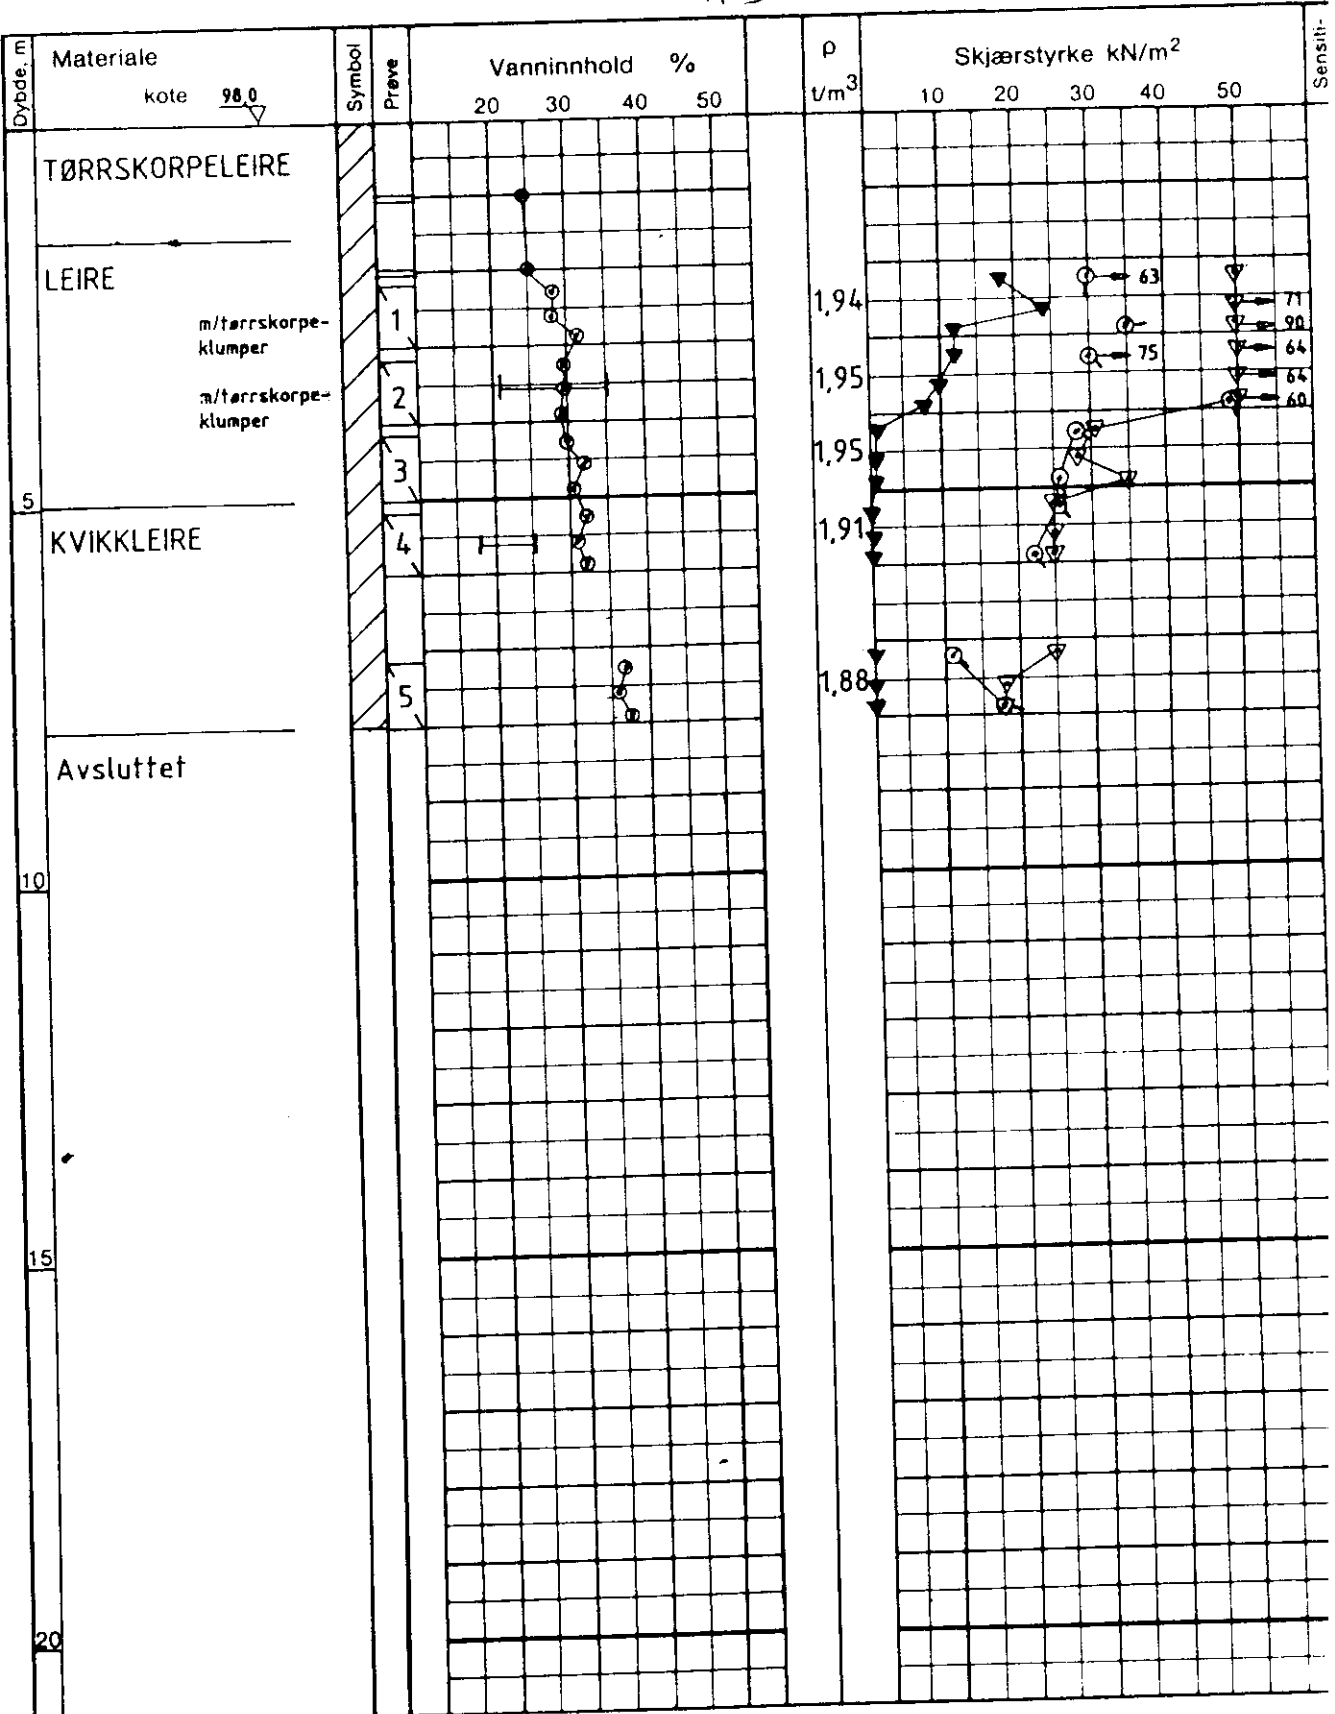 Dybde, m
Materiale
kote 98,0
Symbol
Prøve
Vanninnhold %
20 30 40 50
ρ
t/m³
Skjærstyrke kN/m²
10 20 30 40 50
Sensiti-
TØRRSKORPELEIRE
LEIRE
m/tørrskorpe-
klumper
m/tørrskorpe-
klumper
5
KVIKKLEIRE
Avsluttet
10
15
20
1
2
3
4
5
1,94
1,95
1,95
1,91
1,88
63
75
71
90
64
64
60